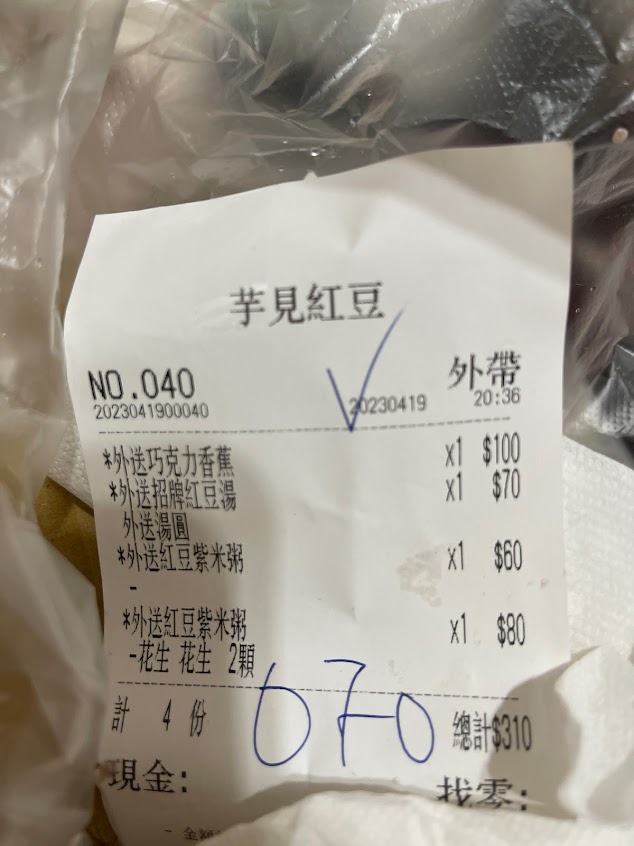 芋見紅豆
NO.040 外帶
2023041900040 20230419 20:36
*外送巧克力香蕉 x1 $100
*外送招牌紅豆湯 x1 $70
外送湯圓
*外送紅豆紫米粥 x1 $60
-
*外送紅豆紫米粥 x1 $80
-花生 花生 2顆
計 4 份 總計$310
070
現金: 找零:
- 金額